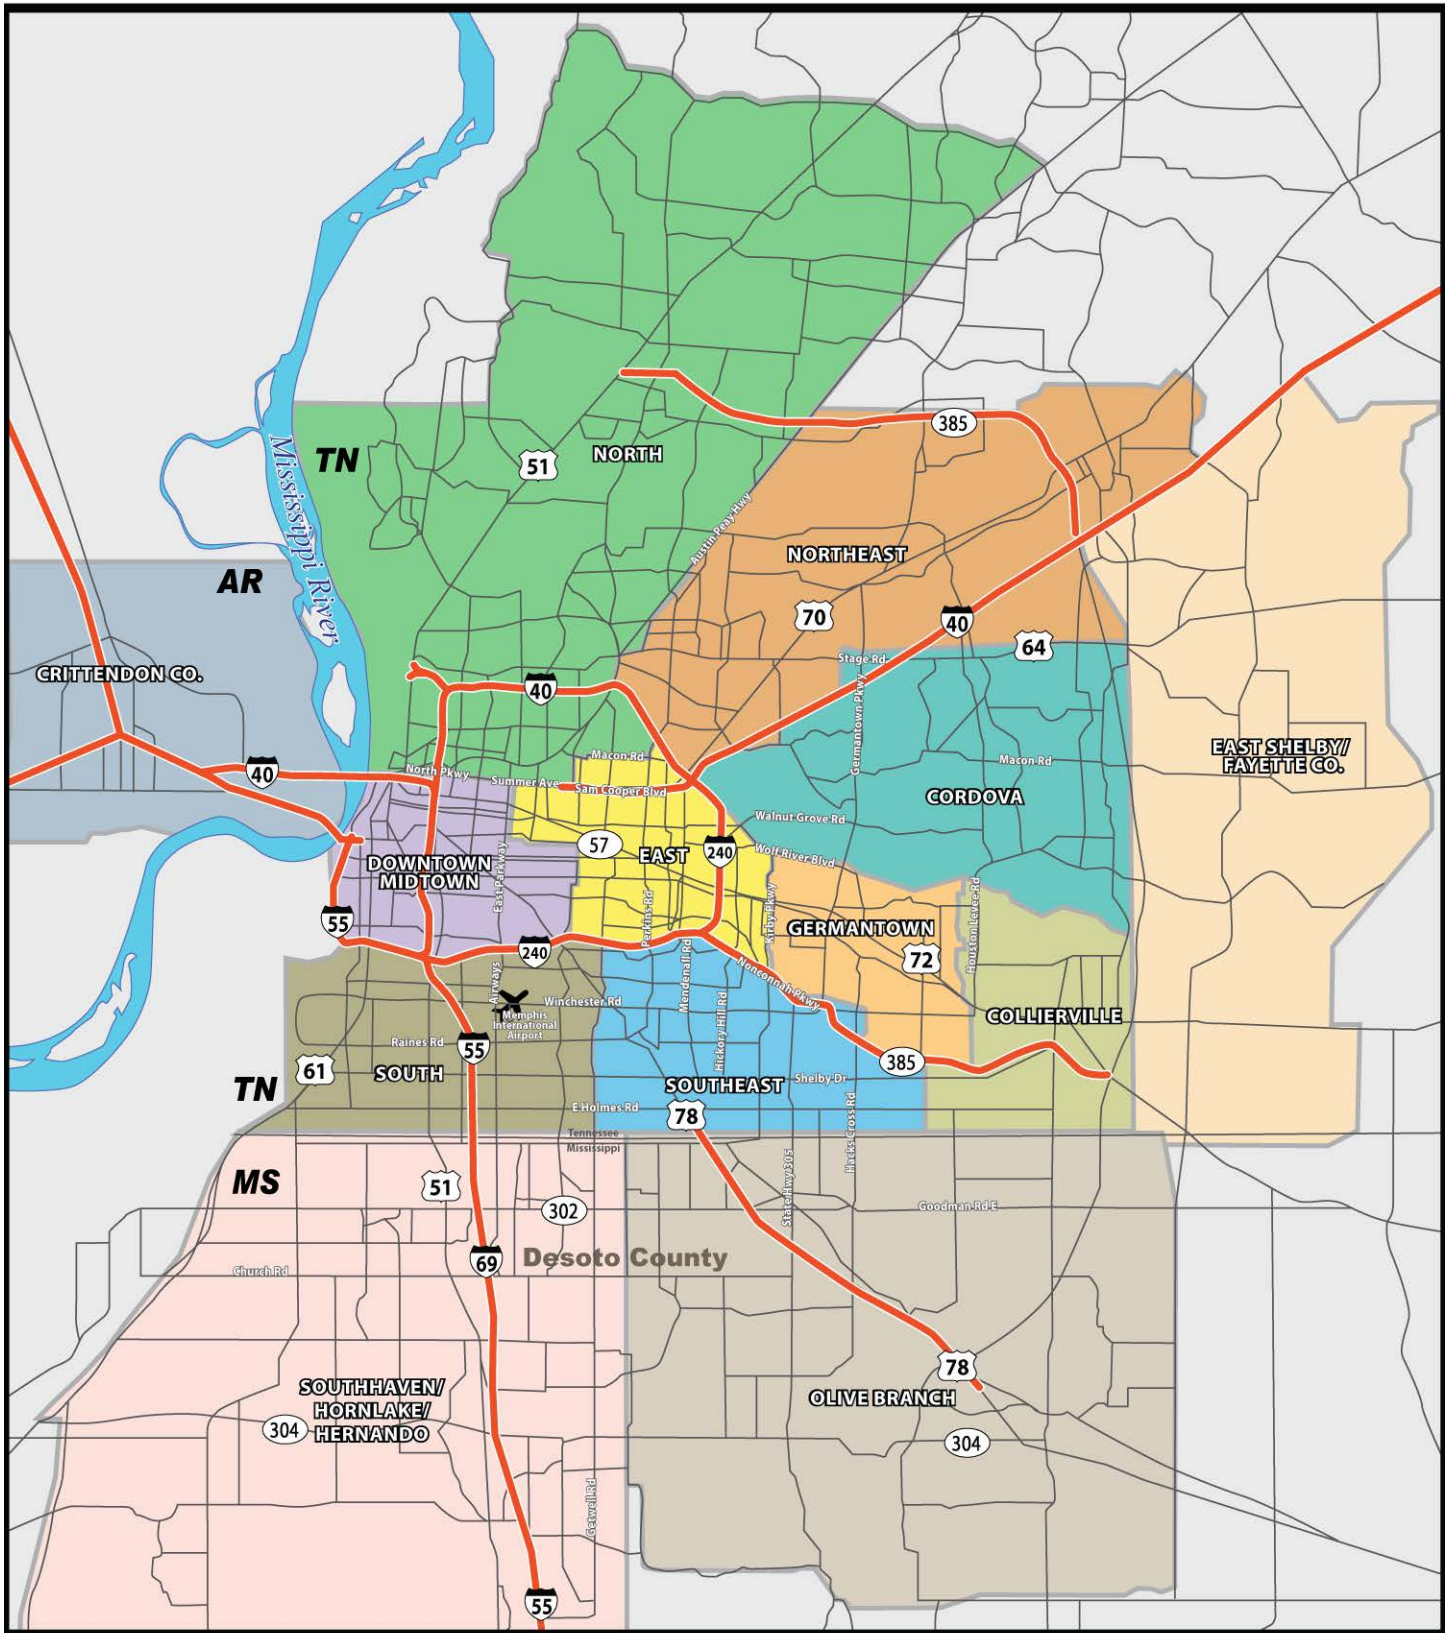 385
TN
51
NORTH
Mississippi River
Austin Peay Hwy
NORTHEAST
AR
70
40
64
Stage Rd
CRITTENDON CO.
40
Germantown Pkwy
Macon Rd
Macon Rd
EAST SHELBY/
FAYETTE CO.
40
North Pkwy
Summer Ave
Sam Cooper Blvd
CORDOVA
Walnut Grove Rd
57
EAST
240
Wolf River Blvd
DOWNTOWN
MIDTOWN
East Parkway
Perkins Rd
Kirby Pkwy
Houston Levee Rd
55
GERMANTOWN
240
72
Mendenall Rd
Nonconnah Pkwy
Airways
Winchester Rd
Memphis
International
Airport
Hickory Hill Rd
COLLIERVILLE
Raines Rd
55
385
61
SOUTH
TN
SOUTHEAST
Shelby Dr
E Holmes Rd
78
Hacks Cross Rd
Tennessee
Mississippi
MS
51
State Hwy 305
302
Goodman Rd E
69
Desoto County
Church Rd
78
SOUTHHAVEN/
HORNLAKE/
HERNANDO
304
OLIVE BRANCH
304
Getwell Rd
55